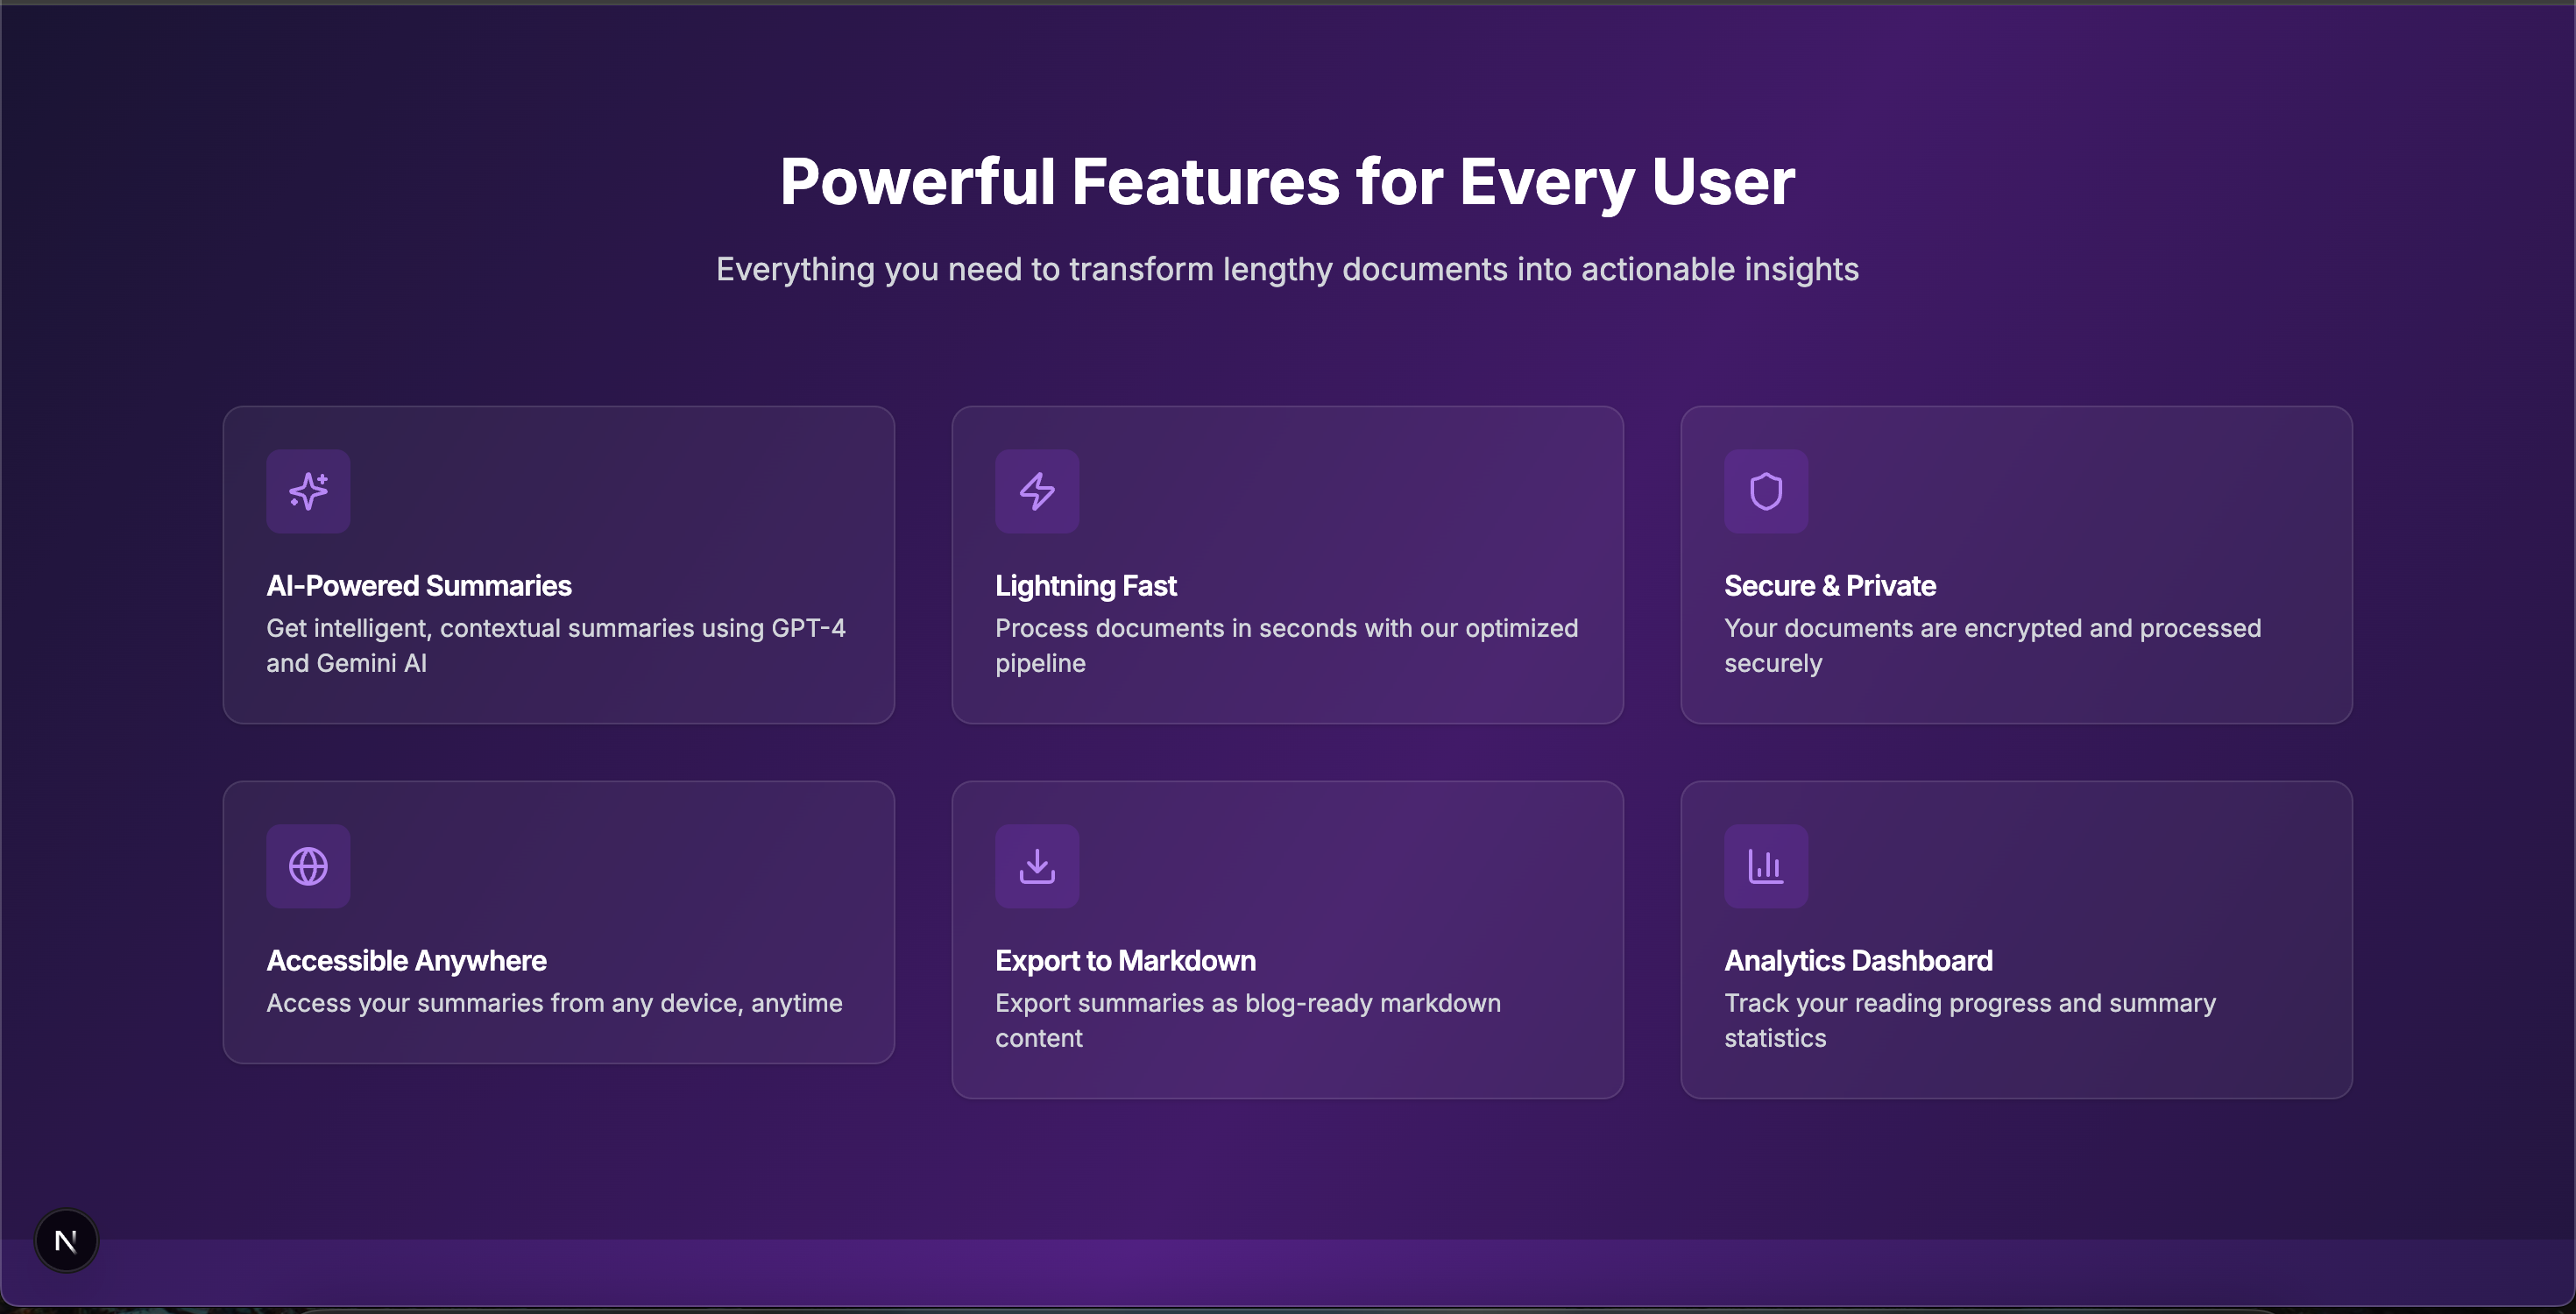 Powerful Features for Every User
Everything you need to transform lengthy documents into actionable insights
AI-Powered Summaries
Get intelligent, contextual summaries using GPT-4
and Gemini AI
Lightning Fast
Process documents in seconds with our optimized
pipeline
Secure & Private
Your documents are encrypted and processed
securely
Accessible Anywhere
Access your summaries from any device, anytime
Export to Markdown
Export summaries as blog-ready markdown
content
Analytics Dashboard
Track your reading progress and summary
statistics
N